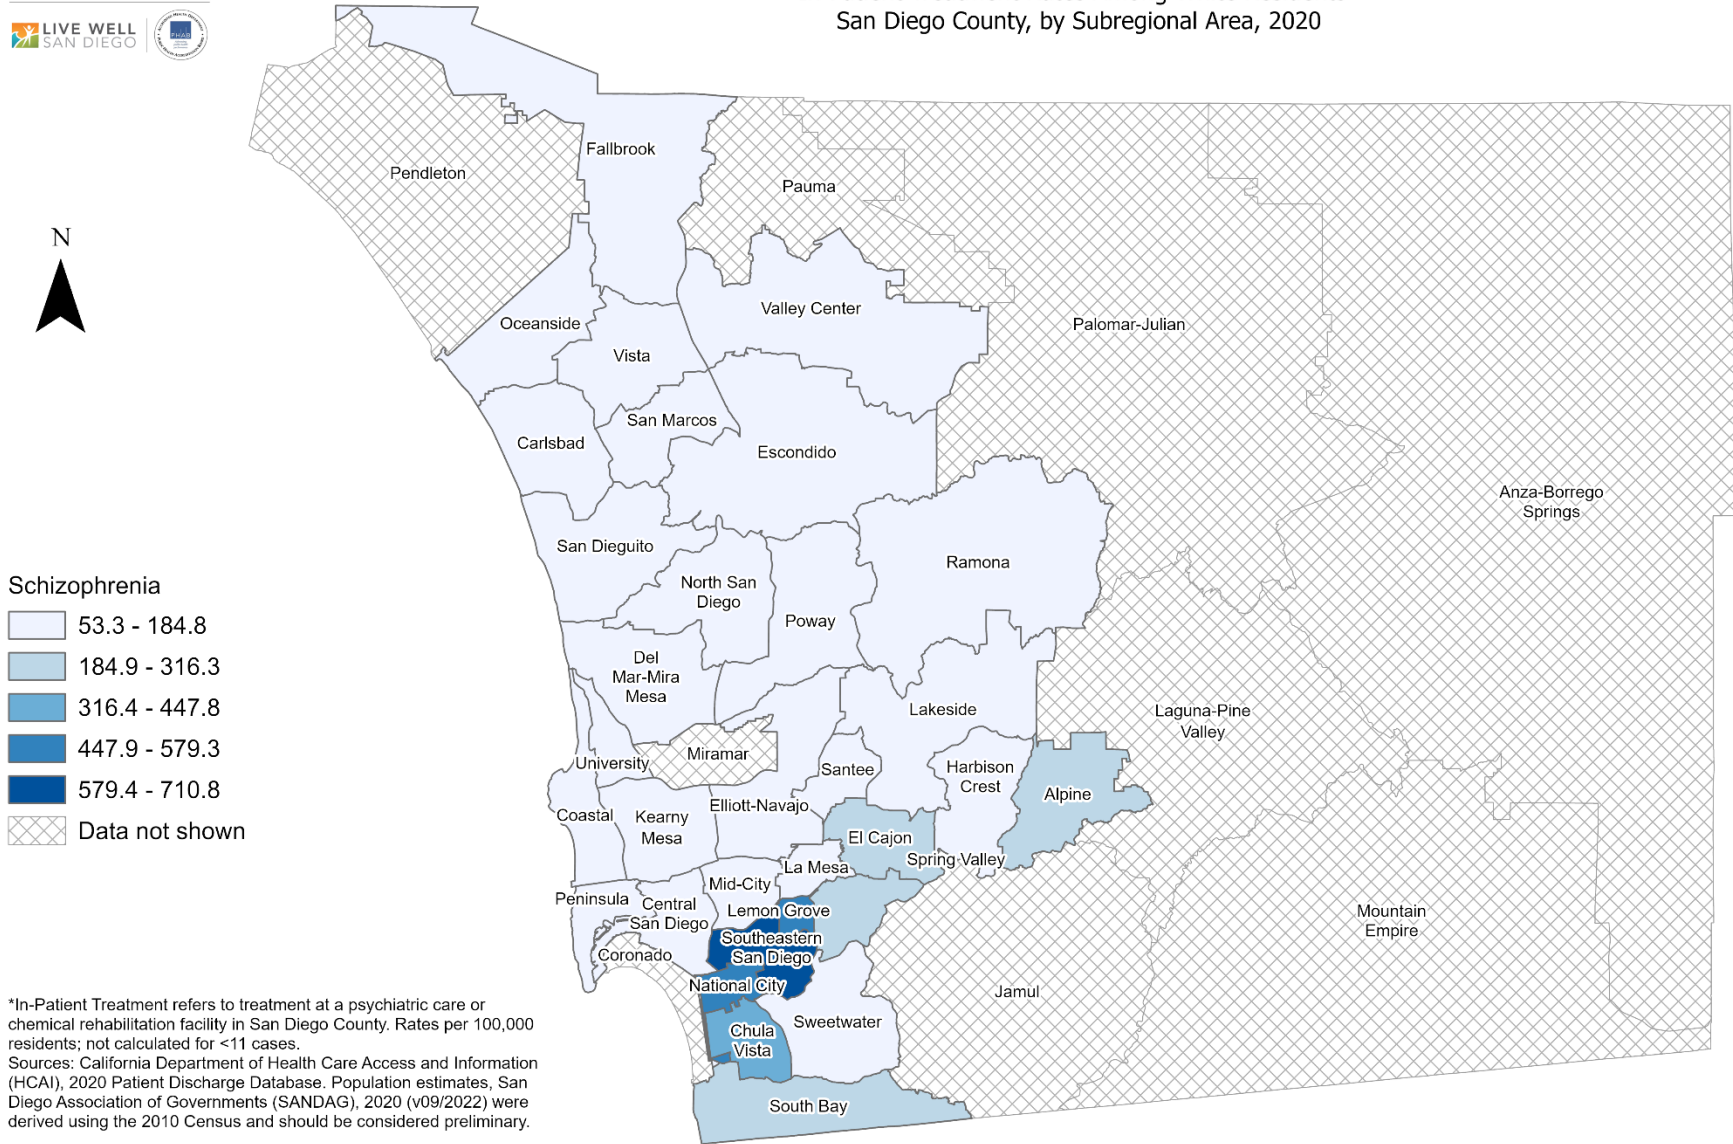 LIVE WELL
SAN DIEGO
PHAB
San Diego County, by Subregional Area, 2020
N
Pendleton
Fallbrook
Pauma
Oceanside
Valley Center
Palomar-Julian
Vista
San Marcos
Carlsbad
Escondido
Anza-Borrego
Springs
San Dieguito
Ramona
North San
Diego
Poway
Del
Mar-Mira
Mesa
Lakeside
Laguna-Pine
Valley
Miramar
University
Santee
Harbison
Crest
Alpine
Elliott-Navajo
Coastal
Kearny
Mesa
El Cajon
Spring Valley
La Mesa
Mid-City
Peninsula
Central
San Diego
Lemon Grove
Mountain
Empire
Southeastern
San Diego
Coronado
National City
Jamul
Sweetwater
Chula
Vista
South Bay
Schizophrenia
53.3 - 184.8
184.9 - 316.3
316.4 - 447.8
447.9 - 579.3
579.4 - 710.8
Data not shown
*In-Patient Treatment refers to treatment at a psychiatric care or
chemical rehabilitation facility in San Diego County. Rates per 100,000
residents; not calculated for <11 cases.
Sources: California Department of Health Care Access and Information
(HCAI), 2020 Patient Discharge Database. Population estimates, San
Diego Association of Governments (SANDAG), 2020 (v09/2022) were
derived using the 2010 Census and should be considered preliminary.